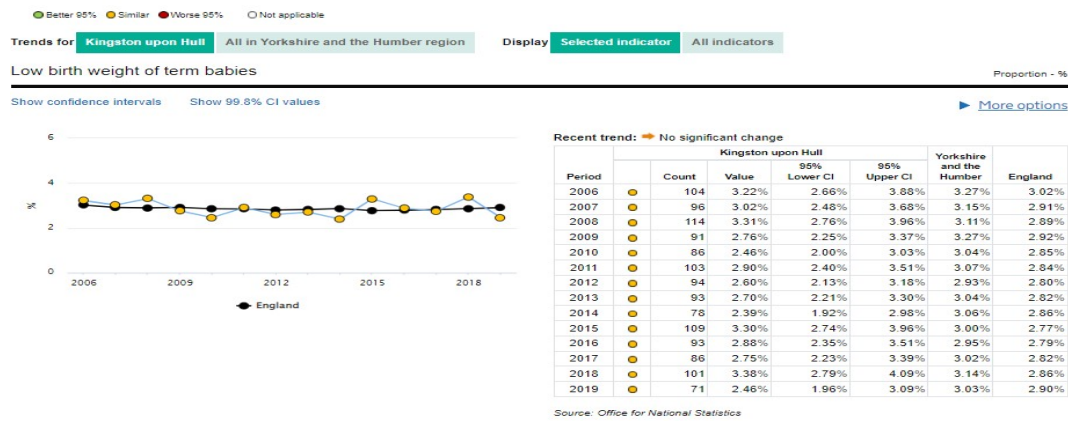 Better 95% Similar Worse 95% Not applicable
Trends for Kingston upon Hull All in Yorkshire and the Humber region Display Selected indicator All indicators
Low birth weight of term babies Proportion - %
Show confidence intervals Show 99.8% CI values More options
6
4
2
0
%
2006 2009 2012 2015 2018
England
Recent trend: No significant change
Kingston upon Hull
Period Count Value 95% Lower CI 95% Upper CI Yorkshire and the Humber England
2006 104 3.22% 2.66% 3.88% 3.27% 3.02%
2007 96 3.02% 2.48% 3.68% 3.15% 2.91%
2008 114 3.31% 2.76% 3.96% 3.11% 2.89%
2009 91 2.76% 2.25% 3.37% 3.27% 2.92%
2010 86 2.46% 2.00% 3.03% 3.04% 2.85%
2011 103 2.90% 2.40% 3.51% 3.07% 2.84%
2012 94 2.60% 2.13% 3.18% 2.93% 2.80%
2013 93 2.70% 2.21% 3.30% 3.04% 2.82%
2014 78 2.39% 1.92% 2.98% 3.06% 2.86%
2015 109 3.30% 2.74% 3.96% 3.00% 2.77%
2016 93 2.88% 2.35% 3.51% 2.95% 2.79%
2017 86 2.75% 2.23% 3.39% 3.02% 2.82%
2018 101 3.38% 2.79% 4.09% 3.14% 2.86%
2019 71 2.46% 1.96% 3.09% 3.03% 2.90%
Source: Office for National Statistics